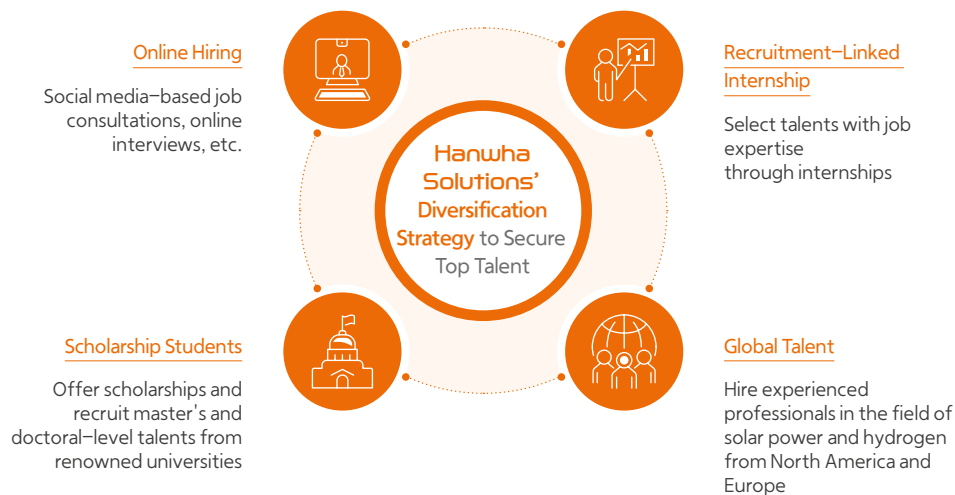 Online Hiring
Social media-based job
consultations, online
interviews, etc.
Recruitment-Linked
Internship
Select talents with job
expertise
through internships
Hanwha
Solutions'
Diversification
Strategy to Secure
Top Talent
Scholarship Students
Offer scholarships and
recruit master's and
doctoral-level talents from
renowned universities
Global Talent
Hire experienced
professionals in the field of
solar power and hydrogen
from North America and
Europe